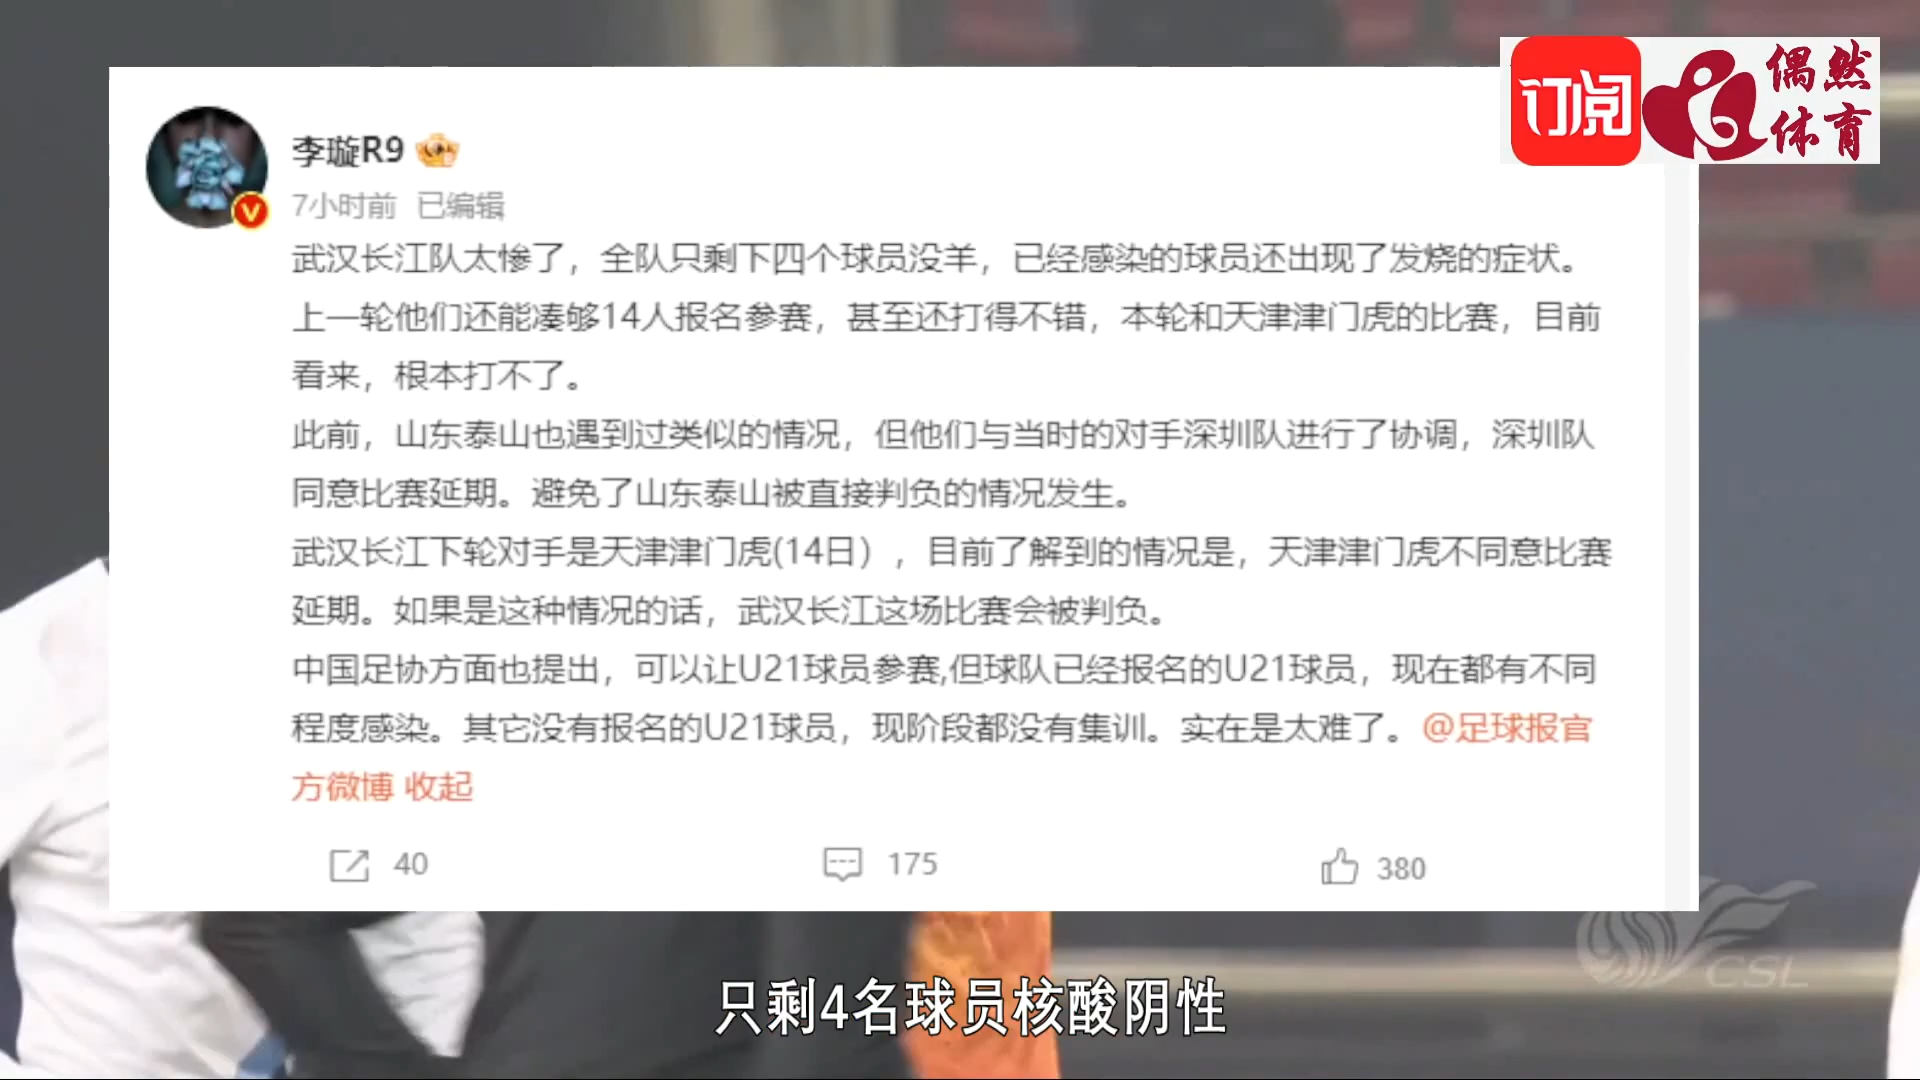 订阅
偶然
体育
李璇R9
7小时前 已编辑
武汉长江队太惨了，全队只剩下四个球员没羊，已经感染的球员还出现了发烧的症状。
上一轮他们还能凑够14人报名参赛，甚至还打得不错，本轮和天津津门虎的比赛，目前
看来，根本打不了。
此前，山东泰山也遇到过类似的情况，但他们与当时的对手深圳队进行了协调，深圳队
同意比赛延期。避免了山东泰山被直接判负的情况发生。
武汉长江下轮对手是天津津门虎(14日），目前了解到的情况是，天津津门虎不同意比赛
延期。如果是这种情况的话，武汉长江这场比赛会被判负。
中国足协方面也提出，可以让U21球员参赛,但球队已经报名的U21球员，现在都有不同
程度感染。其它没有报名的U21球员，现阶段都没有集训。实在是太难了。@足球报官
方微博 收起
40
175
380
CSL
只剩4名球员核酸阴性